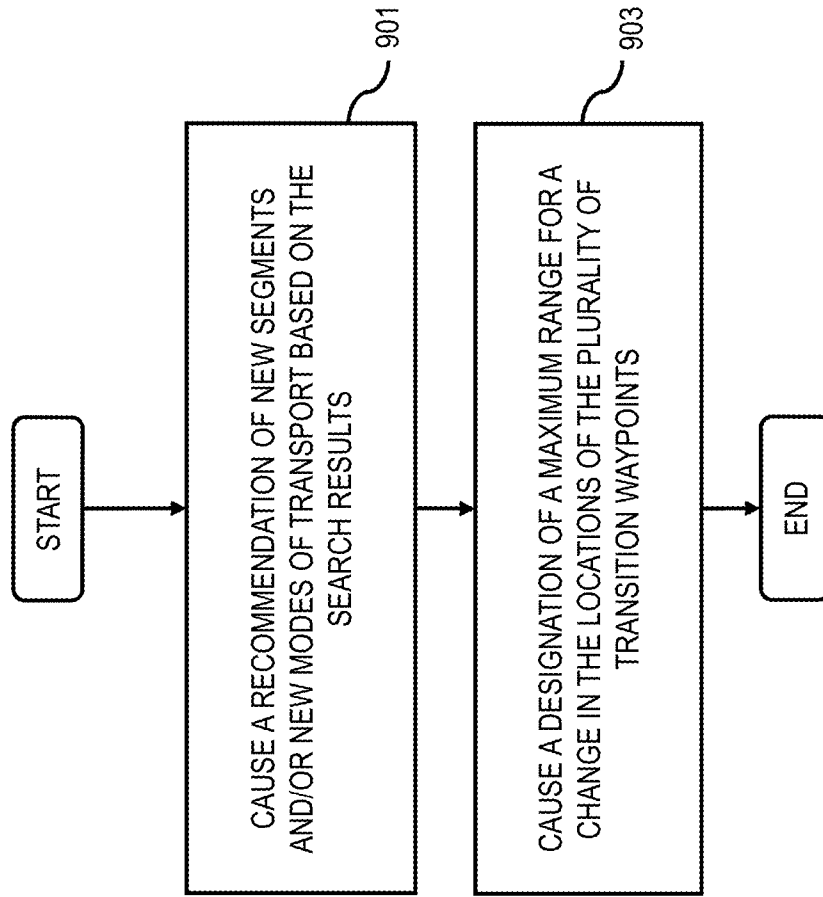 START
CAUSE A RECOMMENDATION OF NEW SEGMENTS
AND/OR NEW MODES OF TRANSPORT BASED ON THE
SEARCH RESULTS
901
CAUSE A DESIGNATION OF A MAXIMUM RANGE FOR A
CHANGE IN THE LOCATIONS OF THE PLURALITY OF
TRANSITION WAYPOINTS
903
END